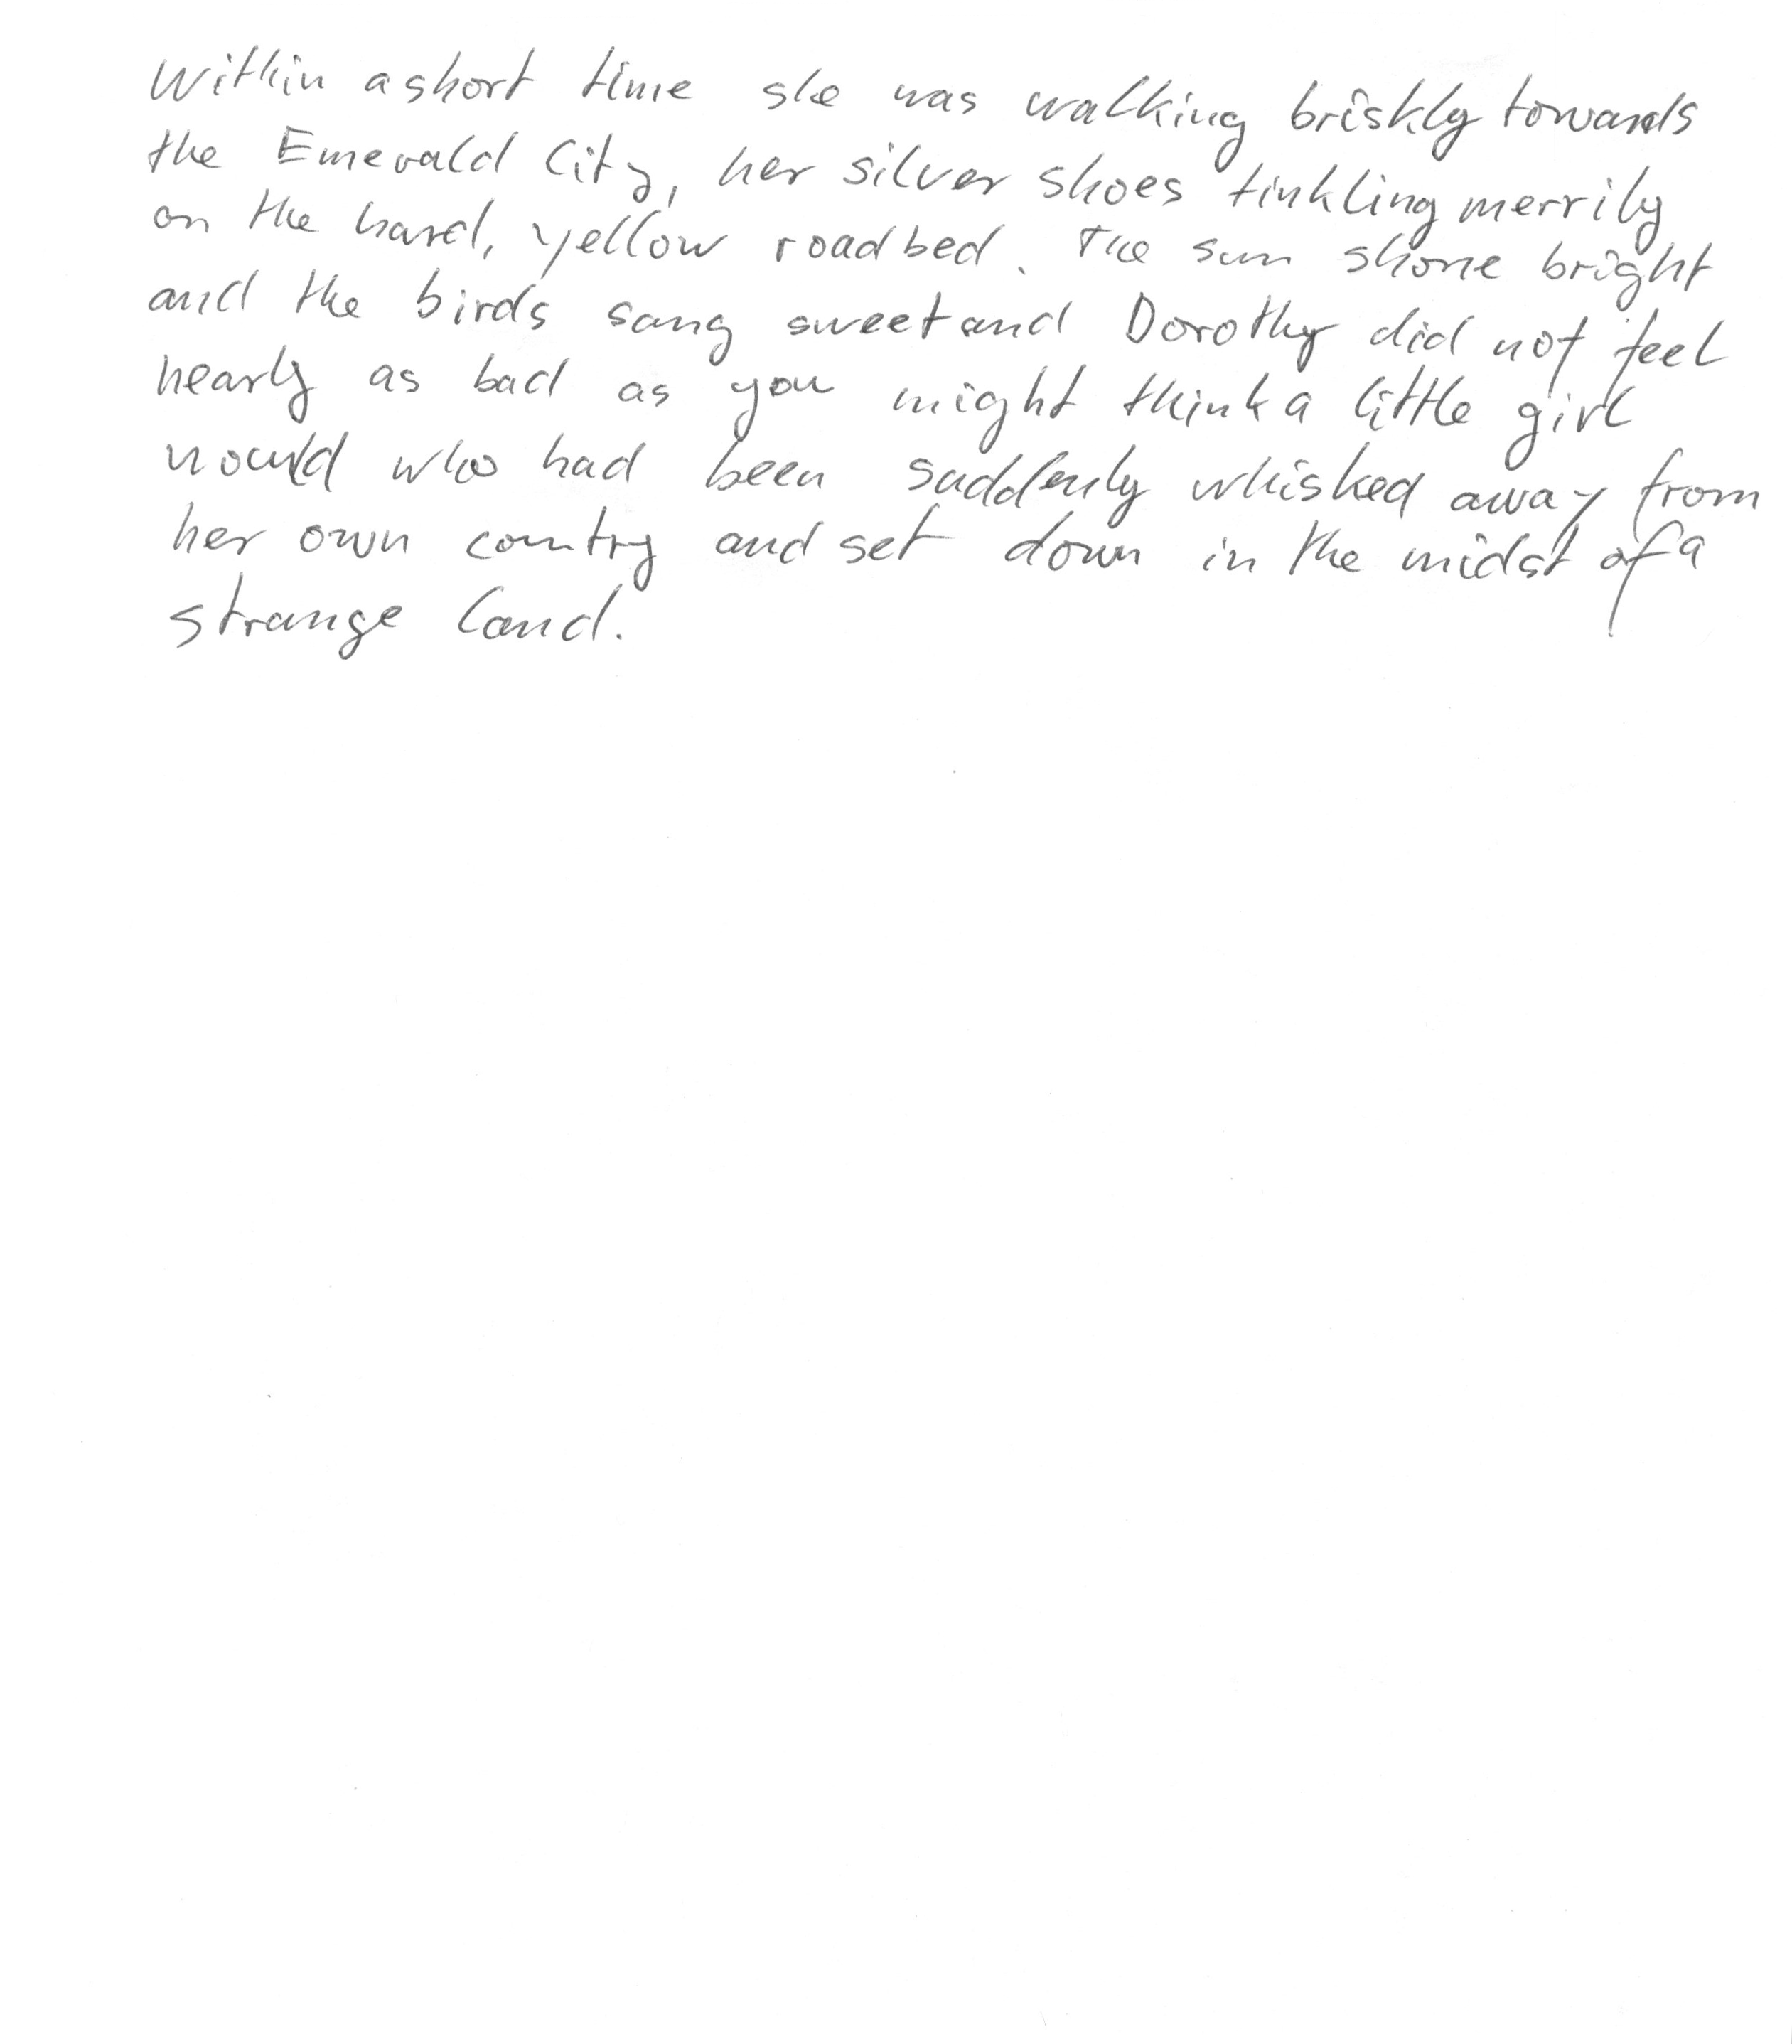 Within a short time she was walking briskly towards
the Emerald City, her silver shoes tinkling merrily
on the hard, yellow roadbed. The sun shone bright
and the birds sang sweet and Dorothy did not feel
nearly as bad as you might think a little girl
would who had been suddenly whisked away from
her own country and set down in the midst of a
strange land.